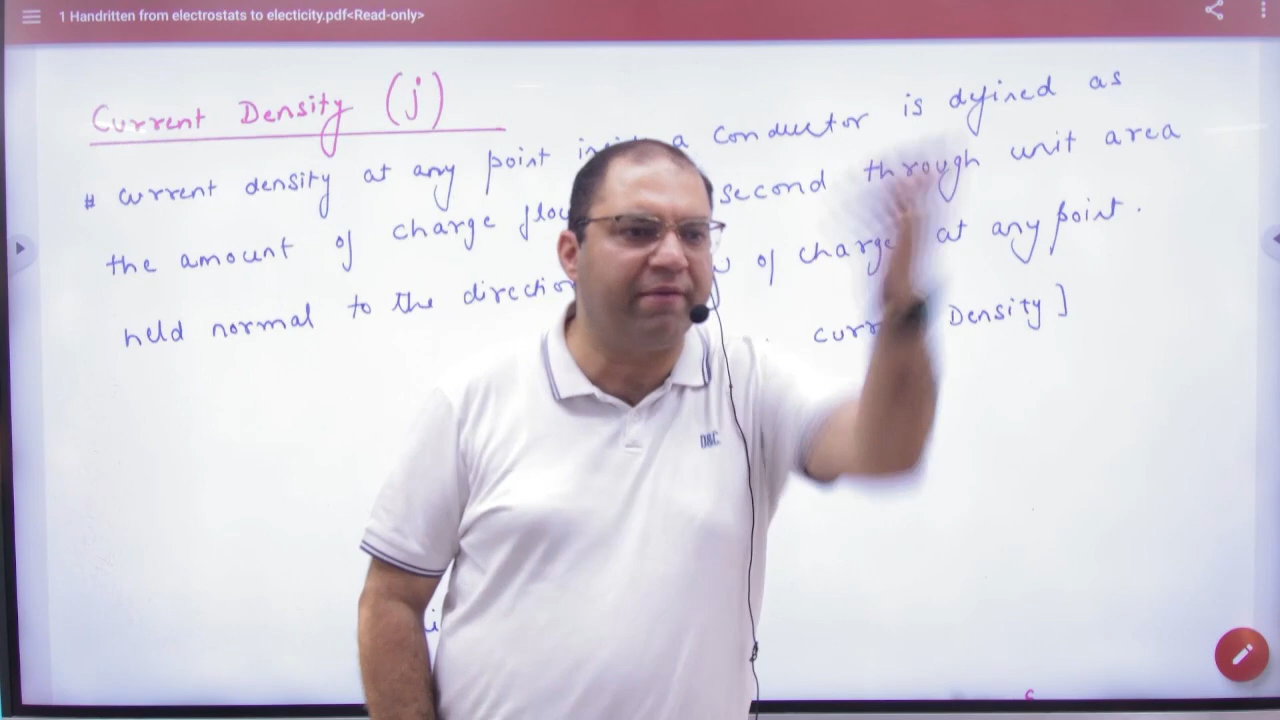 1 Handritten from electrostats to electicity.pdf<Read-only>
Current Density (j)
# current density at any point a conductor is defined as
the amount of charge second through unit area
held normal to the direction of charge at any point.
Density]
D&G